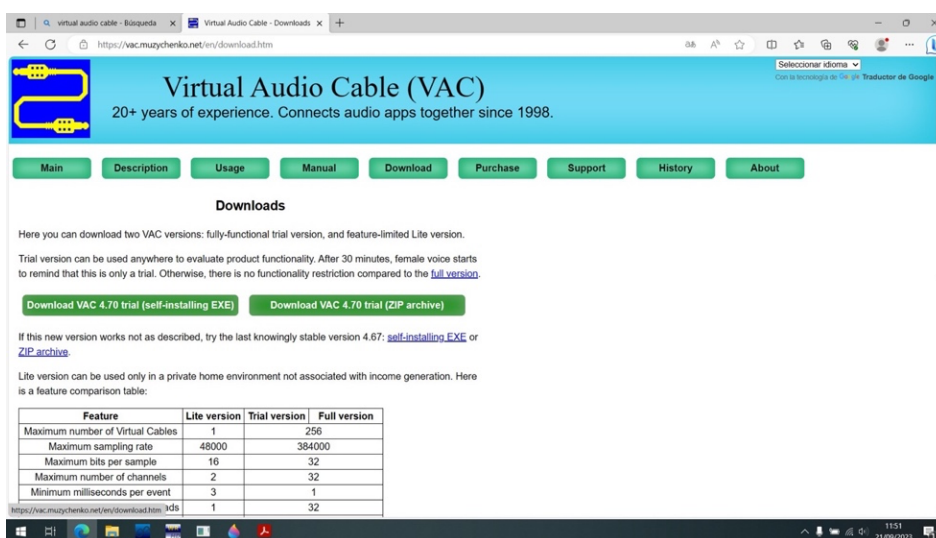 virtual audio cable - Búsqueda
Virtual Audio Cable - Downloads
https://vac.muzychenko.net/en/download.htm
Seleccionar idioma
Con la tecnología de Google Traductor de Google
Virtual Audio Cable (VAC)
20+ years of experience. Connects audio apps together since 1998.
Main Description Usage Manual Download Purchase Support History About
Downloads
Here you can download two VAC versions: fully-functional trial version, and feature-limited Lite version.
Trial version can be used anywhere to evaluate product functionality. After 30 minutes, female voice starts
to remind that this is only a trial. Otherwise, there is no functionality restriction compared to the full version.
Download VAC 4.70 trial (self-installing EXE) Download VAC 4.70 trial (ZIP archive)
If this new version works not as described, try the last knowingly stable version 4.67: self-installing EXE or
ZIP archive.
Lite version can be used only in a private home environment not associated with income generation. Here
is a feature comparison table:
Feature Lite version Trial version Full version
Maximum number of Virtual Cables 1 256
Maximum sampling rate 48000 384000
Maximum bits per sample 16 32
Maximum number of channels 2 32
Minimum milliseconds per event 3 1
https://vac.muzychenko.net/en/download.htm 1 32
11:51
21/09/2023